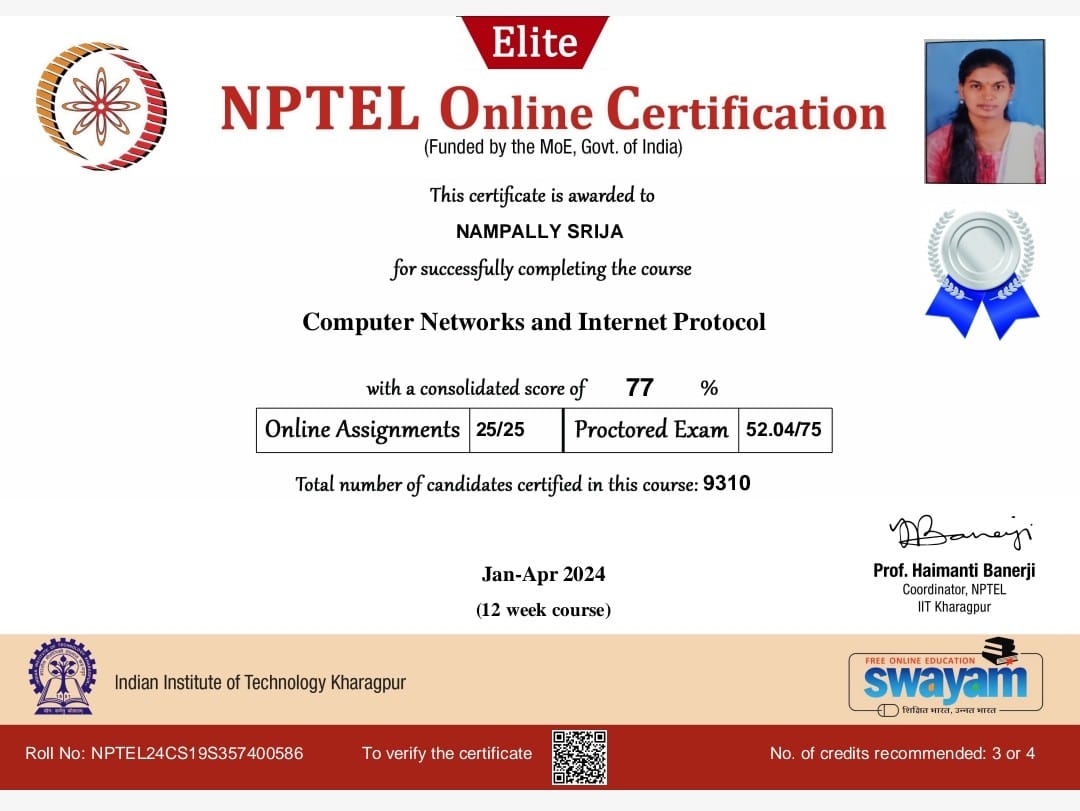 Elite
NPTEL Online Certification
(Funded by the MoE, Govt. of India)
This certificate is awarded to
NAMPALLY SRIJA
for successfully completing the course
Computer Networks and Internet Protocol
with a consolidated score of 77 %
Online Assignments 25/25 Proctored Exam 52.04/75
Total number of candidates certified in this course: 9310
Banerji
Prof. Haimanti Banerji
Coordinator, NPTEL
IIT Kharagpur
Jan-Apr 2024
(12 week course)
Indian Institute of Technology Kharagpur
FREE ONLINE EDUCATION
swayam
शिक्षित भारत, उन्नत भारत
Roll No: NPTEL24CS19S357400586 To verify the certificate No. of credits recommended: 3 or 4